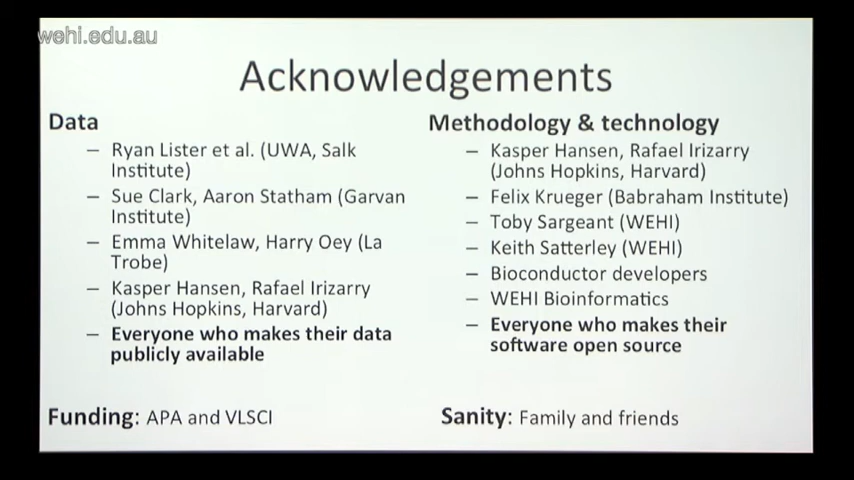 wehi.edu.au
Acknowledgements
Data
– Ryan Lister et al. (UWA, Salk
Institute)
– Sue Clark, Aaron Statham (Garvan
Institute)
– Emma Whitelaw, Harry Oey (La
Trobe)
– Kasper Hansen, Rafael Irizarry
(Johns Hopkins, Harvard)
– Everyone who makes their data
publicly available
Funding: APA and VLSCI
Methodology & technology
– Kasper Hansen, Rafael Irizarry
(Johns Hopkins, Harvard)
– Felix Krueger (Babraham Institute)
– Toby Sargeant (WEHI)
– Keith Satterley (WEHI)
– Bioconductor developers
– WEHI Bioinformatics
– Everyone who makes their
software open source
Sanity: Family and friends